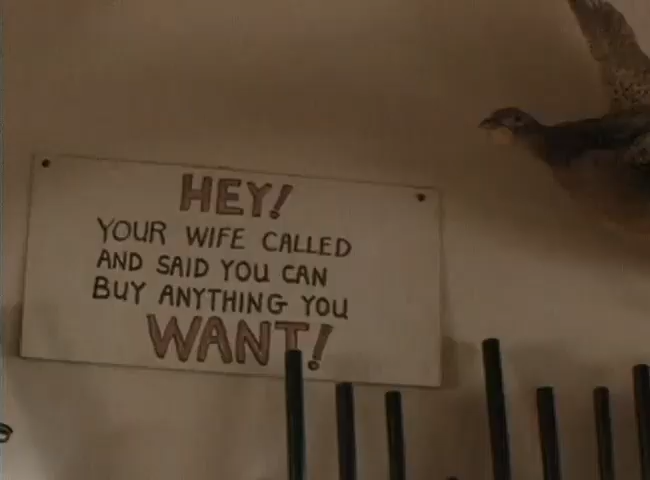 HEY!
YOUR WIFE CALLED
AND SAID YOU CAN
BUY ANYTHING YOU
WANT!